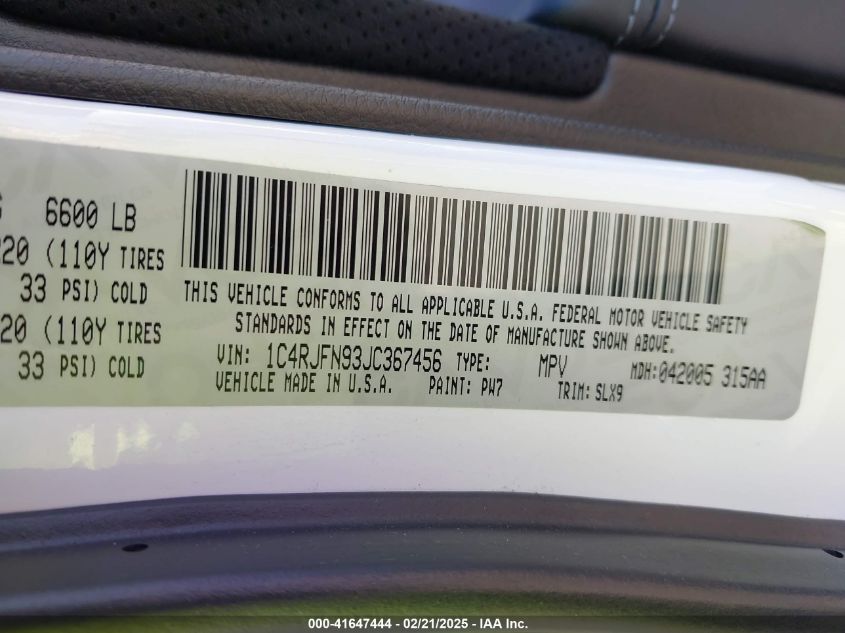 6600 LB
20 (110Y TIRES
33 PSI) COLD
20 (110Y TIRES
33 PSI) COLD
THIS VEHICLE CONFORMS TO ALL APPLICABLE U.S.A. FEDERAL MOTOR VEHICLE SAFETY
STANDARDS IN EFFECT ON THE DATE OF MANUFACTURE SHOWN ABOVE.
VIN: 1C4RJFN93JC367456 TYPE: MPV MDH:042005 315AA
VEHICLE MADE IN U.S.A. PAINT: PW7 TRIM: SLX9
000-41647444 - 02/21/2025 - IAA Inc.